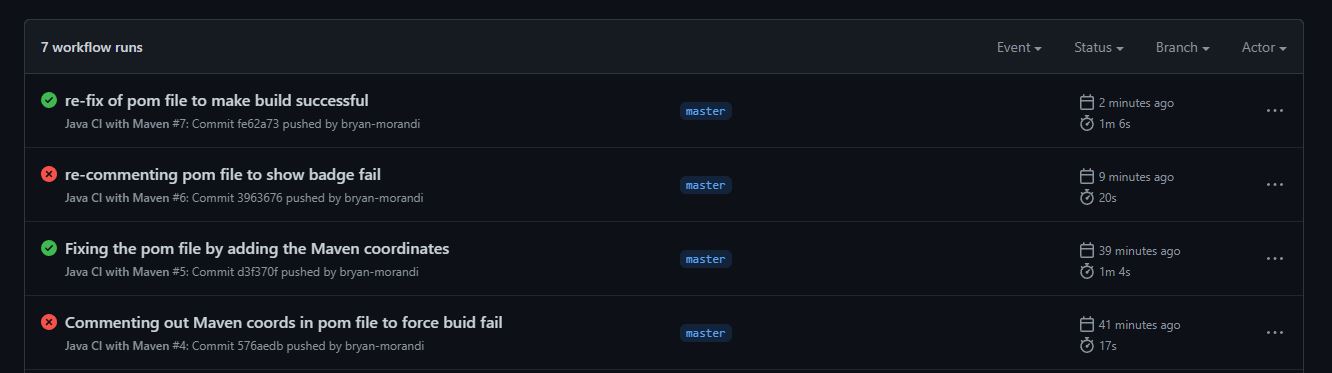 7 workflow runs
Event
Status
Branch
Actor
re-fix of pom file to make build successful
Java CI with Maven #7: Commit fe62a73 pushed by bryan-morandi
master
2 minutes ago
1m 6s
re-commenting pom file to show badge fail
Java CI with Maven #6: Commit 3963676 pushed by bryan-morandi
master
9 minutes ago
20s
Fixing the pom file by adding the Maven coordinates
Java CI with Maven #5: Commit d3f370f pushed by bryan-morandi
master
39 minutes ago
1m 4s
Commenting out Maven coords in pom file to force buid fail
Java CI with Maven #4: Commit 576aedb pushed by bryan-morandi
master
41 minutes ago
17s